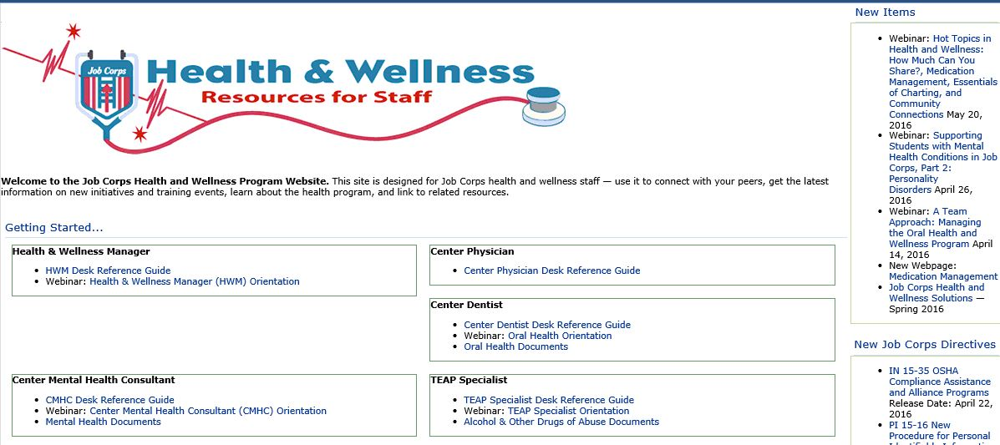 Job Corps
Health & Wellness
Resources for Staff
Welcome to the Job Corps Health and Wellness Program Website. This site is designed for Job Corps health and wellness staff — use it to connect with your peers, get the latest
information on new initiatives and training events, learn about the health program, and link to related resources.
Getting Started...
Health & Wellness Manager
HWM Desk Reference Guide
Webinar: Health & Wellness Manager (HWM) Orientation
Center Physician
Center Physician Desk Reference Guide
Center Dentist
Center Dentist Desk Reference Guide
Webinar: Oral Health Orientation
Oral Health Documents
Center Mental Health Consultant
CMHC Desk Reference Guide
Webinar: Center Mental Health Consultant (CMHC) Orientation
Mental Health Documents
TEAP Specialist
TEAP Specialist Desk Reference Guide
Webinar: TEAP Specialist Orientation
Alcohol & Other Drugs of Abuse Documents
New Items
Webinar: Hot Topics in
Health and Wellness:
How Much Can You
Share?, Medication
Management, Essentials
of Charting, and
Community
Connections May 20,
2016
Webinar: Supporting
Students with Mental
Health Conditions in Job
Corps, Part 2:
Personality
Disorders April 26,
2016
Webinar: A Team
Approach: Managing
the Oral Health and
Wellness Program April
14, 2016
New Webpage:
Medication Management
Job Corps Health and
Wellness Solutions —
Spring 2016
New Job Corps Directives
IN 15-35 OSHA
Compliance Assistance
and Alliance Programs
Release Date: April 22,
2016
PI 15-16 New
Procedure for Personal